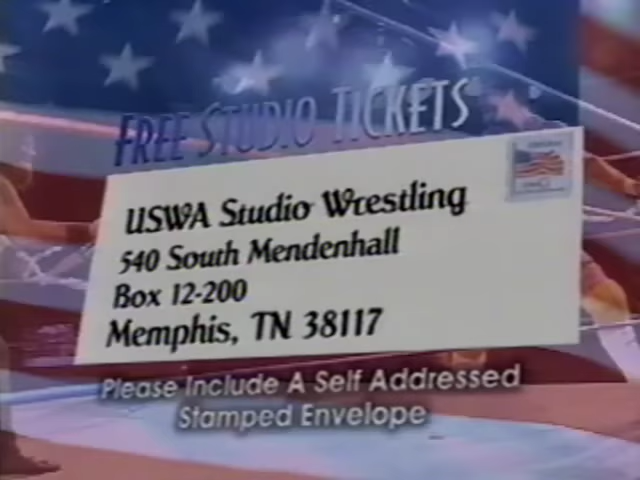 FREE STUDIO TICKETS
USWA Studio Wrestling
540 South Mendenhall
Box 12-200
Memphis, TN 38117
Please Include A Self Addressed
Stamped Envelope